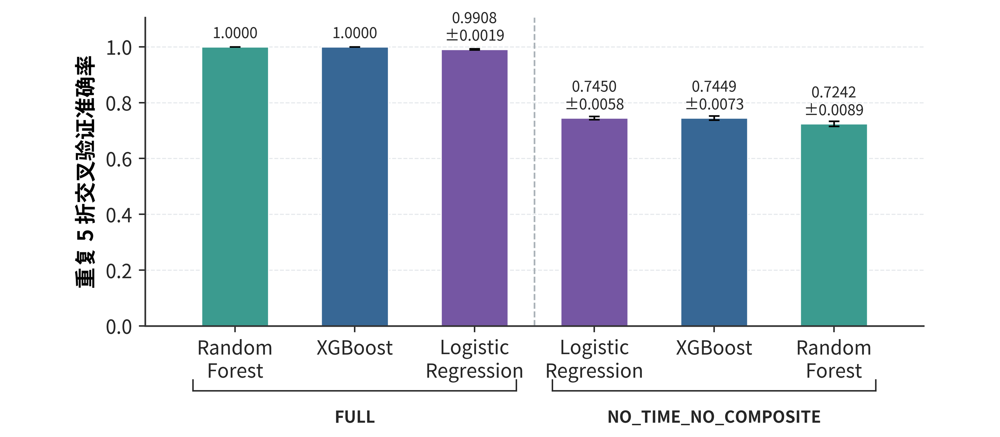 重复 5 折交叉验证准确率
1.0
0.8
0.6
0.4
0.2
0.0
1.0000
1.0000
0.9908
±0.0019
0.7450
±0.0058
0.7449
±0.0073
0.7242
±0.0089
Random
Forest
XGBoost
Logistic
Regression
Logistic
Regression
XGBoost
Random
Forest
FULL
NO_TIME_NO_COMPOSITE